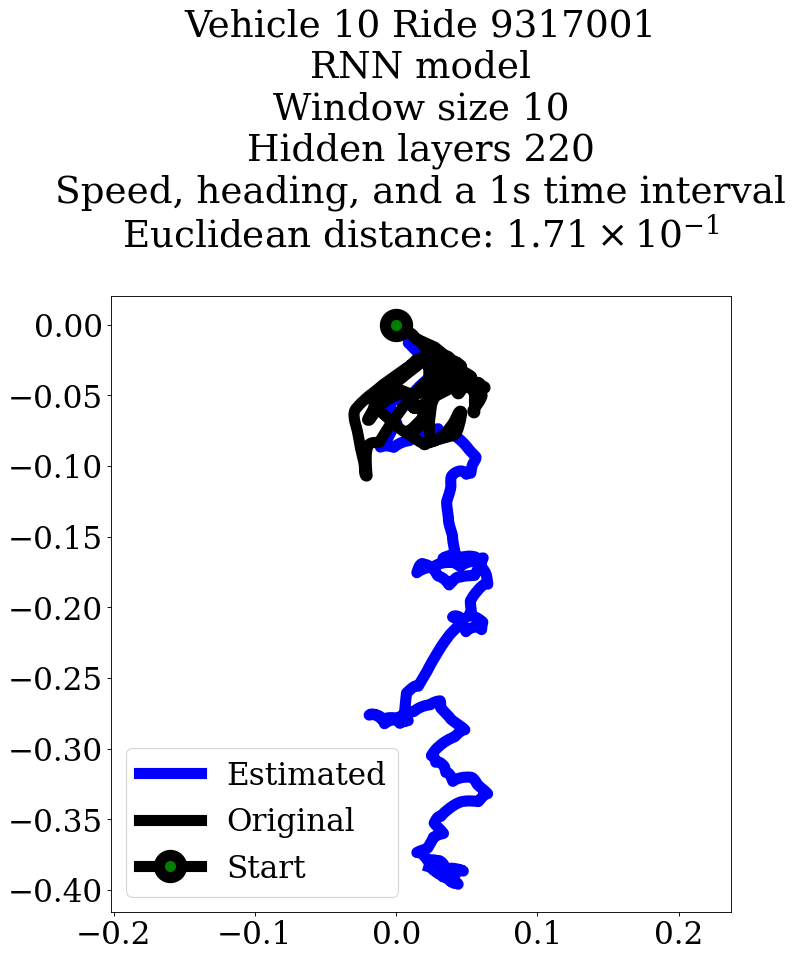 Vehicle 10 Ride 9317001
RNN model
Window size 10
Hidden layers 220
Speed, heading, and a 1s time interval
Euclidean distance: 1.71 × 10⁻¹
0.00
−0.05
−0.10
−0.15
−0.20
−0.25
−0.30
−0.35
−0.40
Estimated
Original
Start
−0.2
−0.1
0.0
0.1
0.2